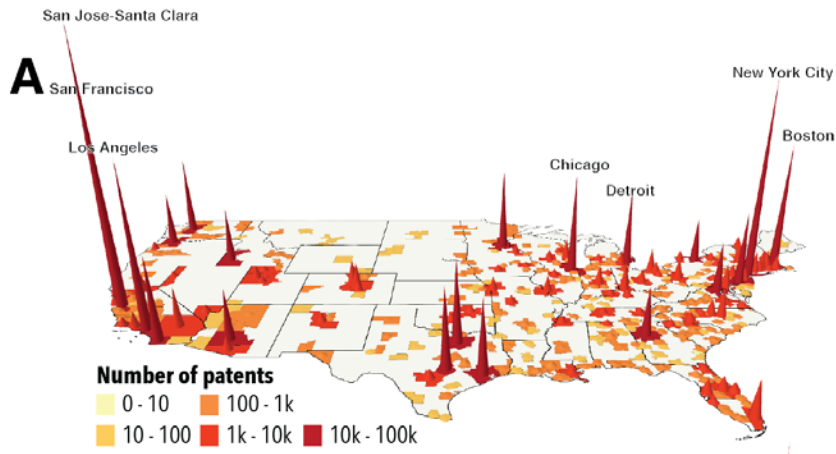 San Jose-Santa Clara
A
San Francisco
New York City
Los Angeles
Boston
Chicago
Detroit
Number of patents
0 - 10
100 - 1k
10 - 100
1k - 10k
10k - 100k